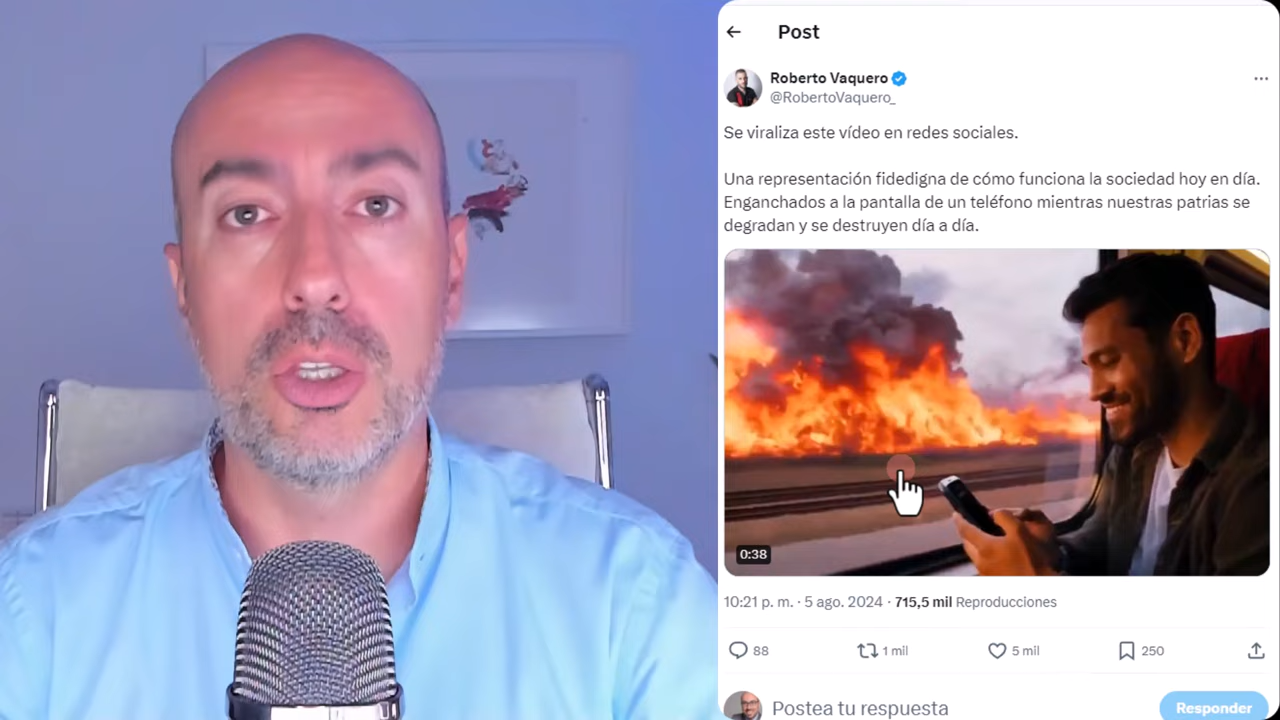 Post
Roberto Vaquero
@RobertoVaquero_
Se viraliza este vídeo en redes sociales.
Una representación fidedigna de cómo funciona la sociedad hoy en día.
Enganchados a la pantalla de un teléfono mientras nuestras patrias se
degradan y se destruyen día a día.
0:38
10:21 p. m. · 5 ago. 2024 · 715,5 mil Reproducciones
88 1 mil 5 mil 250
Postea tu respuesta
Responder